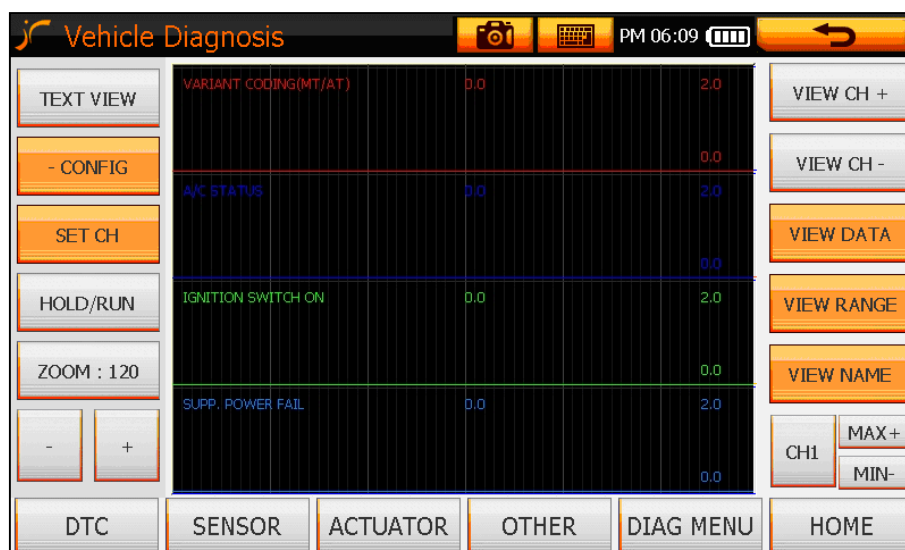 Vehicle Diagnosis
PM 06:09
TEXT VIEW
- CONFIG
SET CH
HOLD/RUN
ZOOM : 120
-
+
VARIANT CODING(MT/AT) 0.0 2.0
0.0
A/C STATUS 0.0 2.0
0.0
IGNITION SWITCH ON 0.0 2.0
0.0
SUPP. POWER FAIL 0.0 2.0
0.0
VIEW CH +
VIEW CH -
VIEW DATA
VIEW RANGE
VIEW NAME
CH1
MAX+
MIN-
DTC
SENSOR
ACTUATOR
OTHER
DIAG MENU
HOME